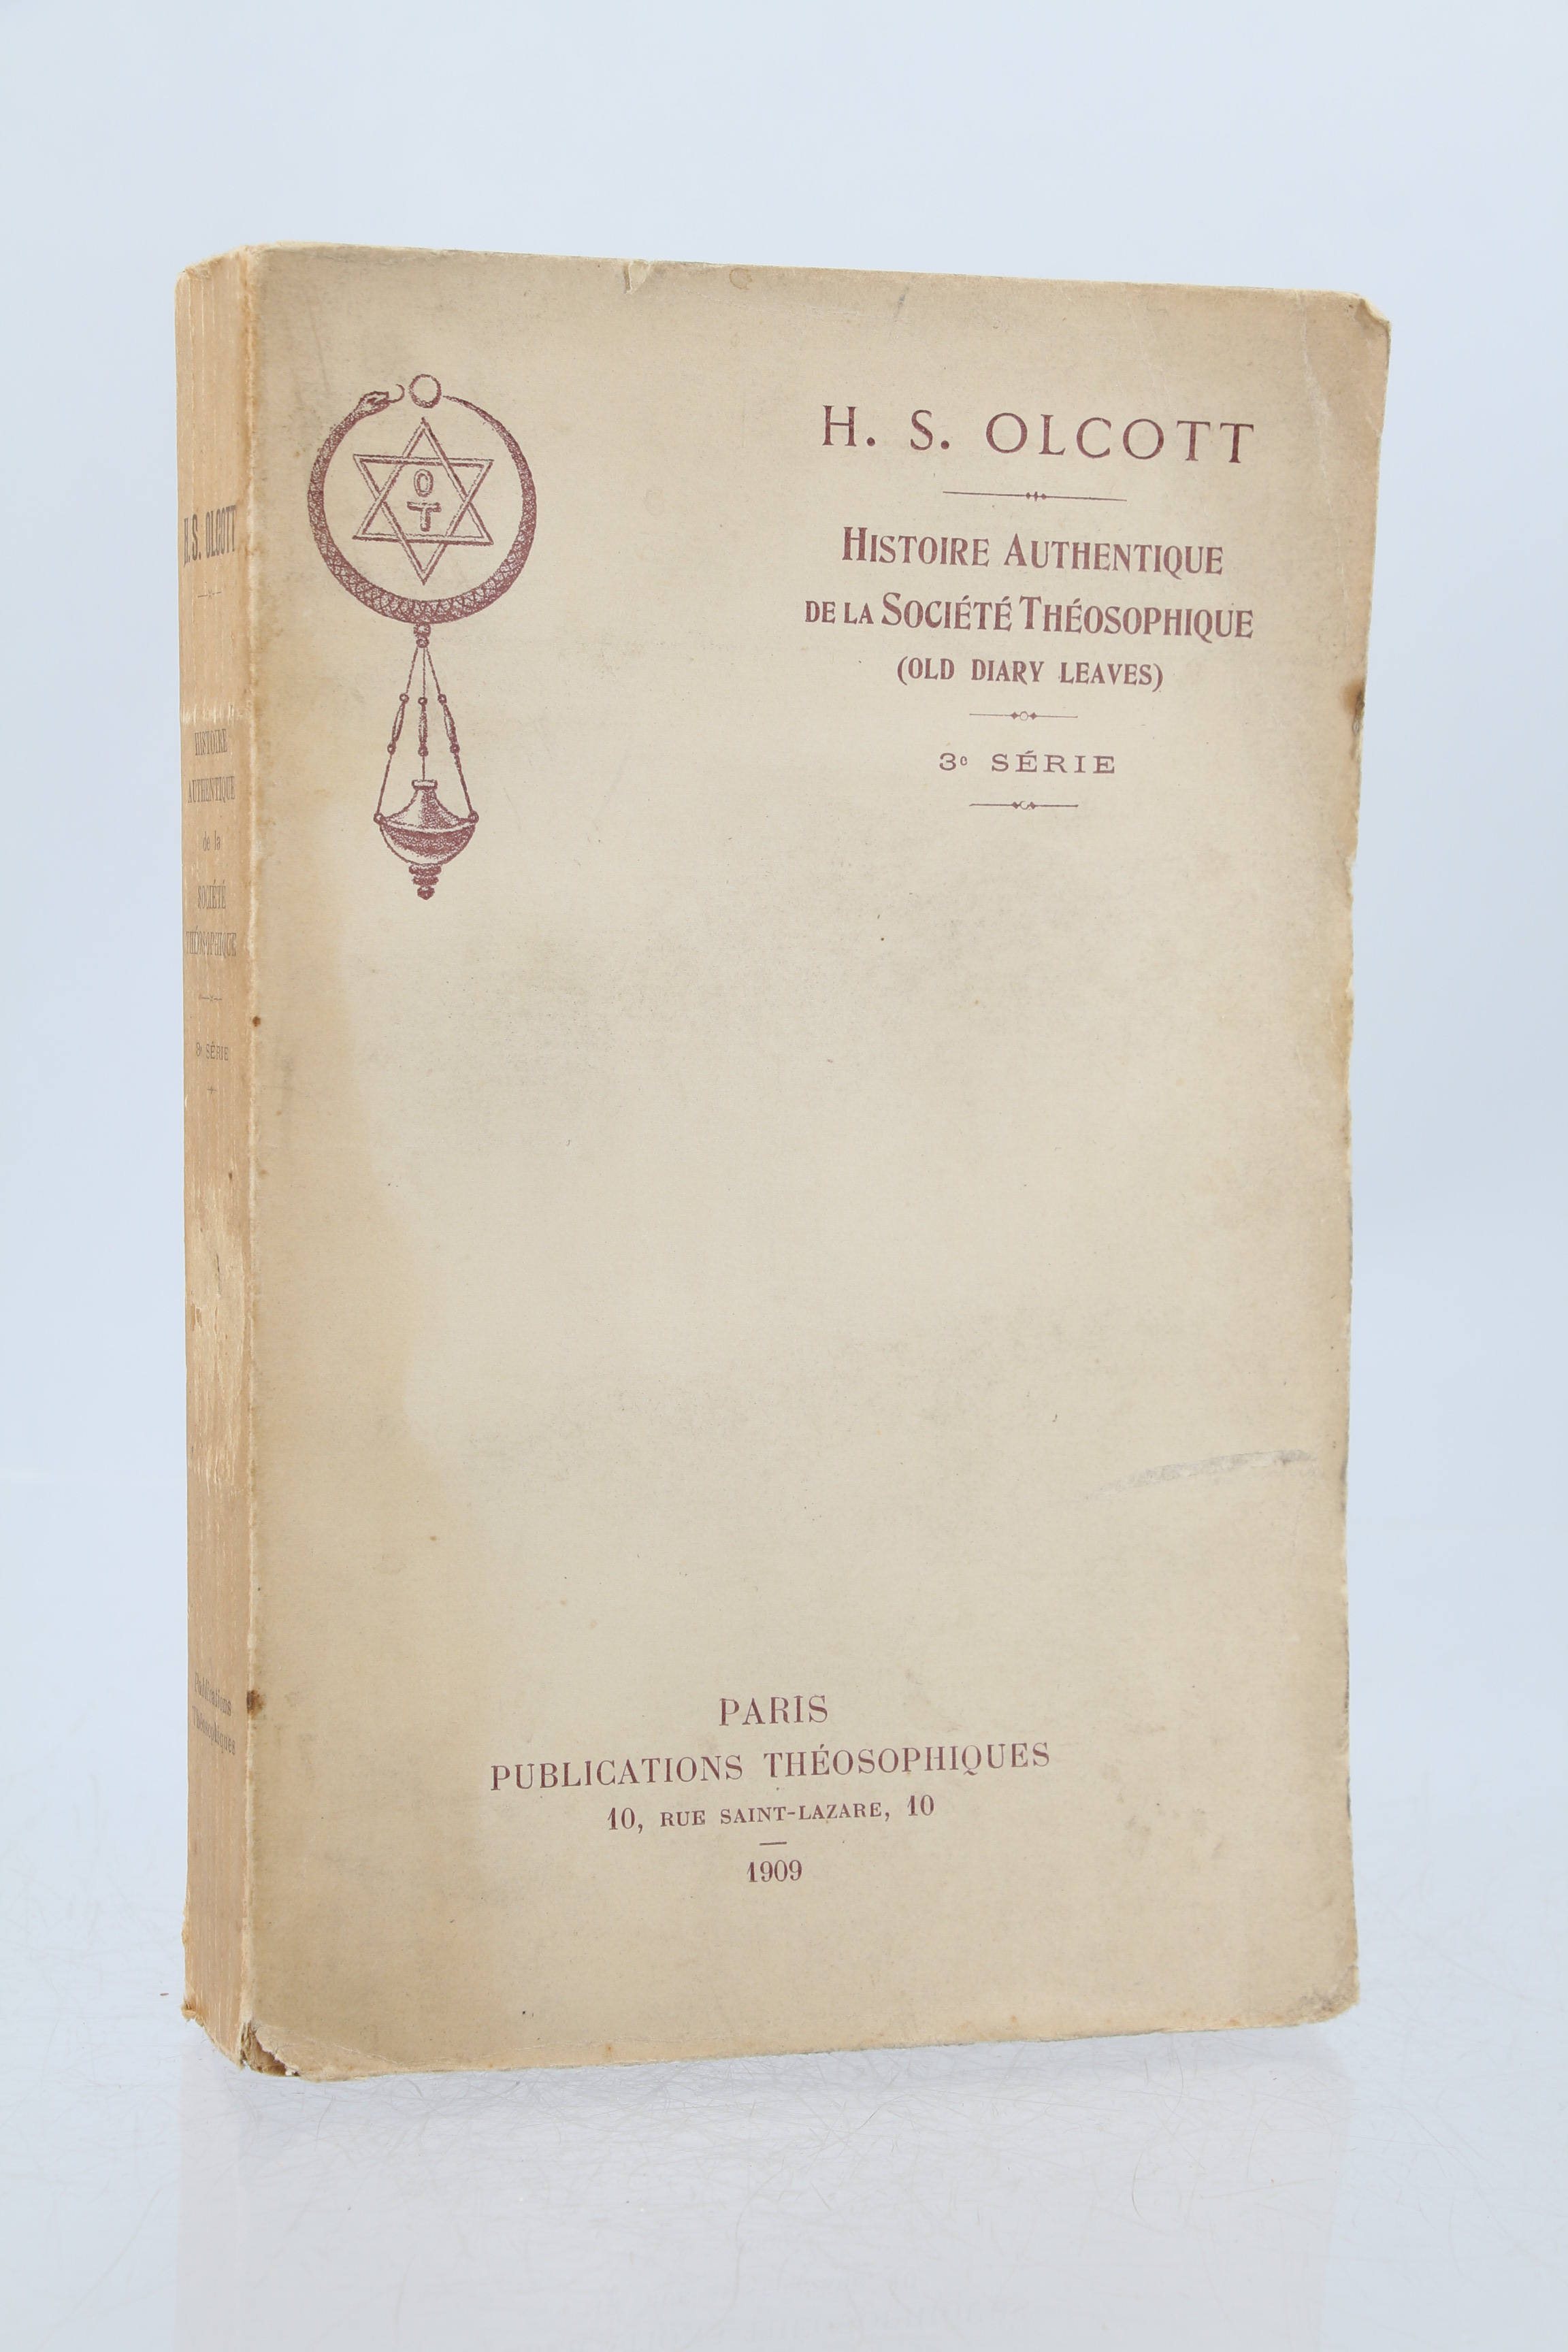 H. S. OLCOTT
HISTOIRE AUTHENTIQUE
DE LA SOCIÉTÉ THÉOSOPHIQUE
(OLD DIARY LEAVES)
3e SÉRIE
PARIS
PUBLICATIONS THÉOSOPHIQUES
10, RUE SAINT-LAZARE, 10
1909
H. S. OLCOTT
HISTOIRE
AUTHENTIQUE
de la
SOCIÉTÉ
THÉOSOPHIQUE
3e SÉRIE
Publications
Théosophiques